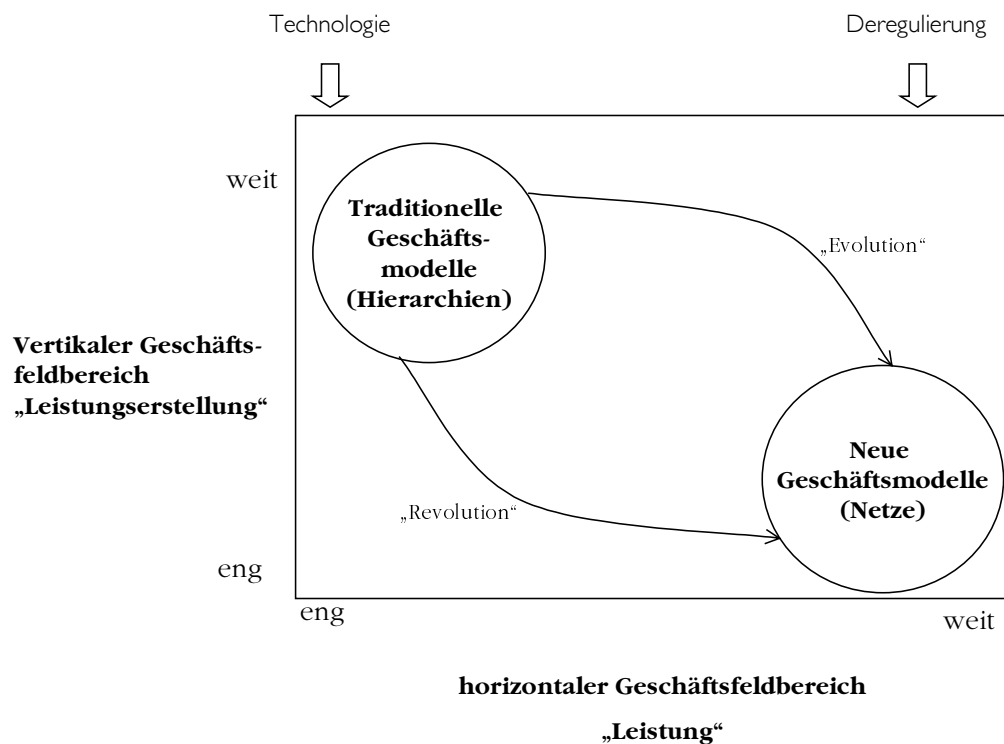 Technologie
Deregulierung
weit
Traditionelle
Geschäfts-
modelle
(Hierarchien)
„Evolution“
Vertikaler Geschäfts-
feldbereich
„Leistungserstellung“
Neue
Geschäftsmodelle
(Netze)
„Revolution“
eng
eng
weit
horizontaler Geschäftsfeldbereich
„Leistung“